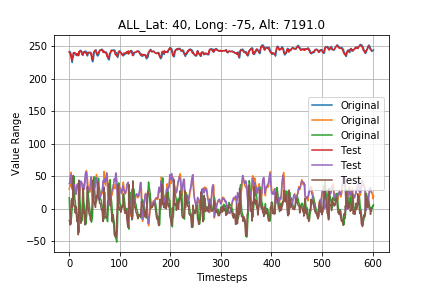 ALL_Lat: 40, Long: -75, Alt: 7191.0
Value Range
250
200
150
100
50
0
−50
Original
Original
Original
Test
Test
Test
0 100 200 300 400 500 600
Timesteps